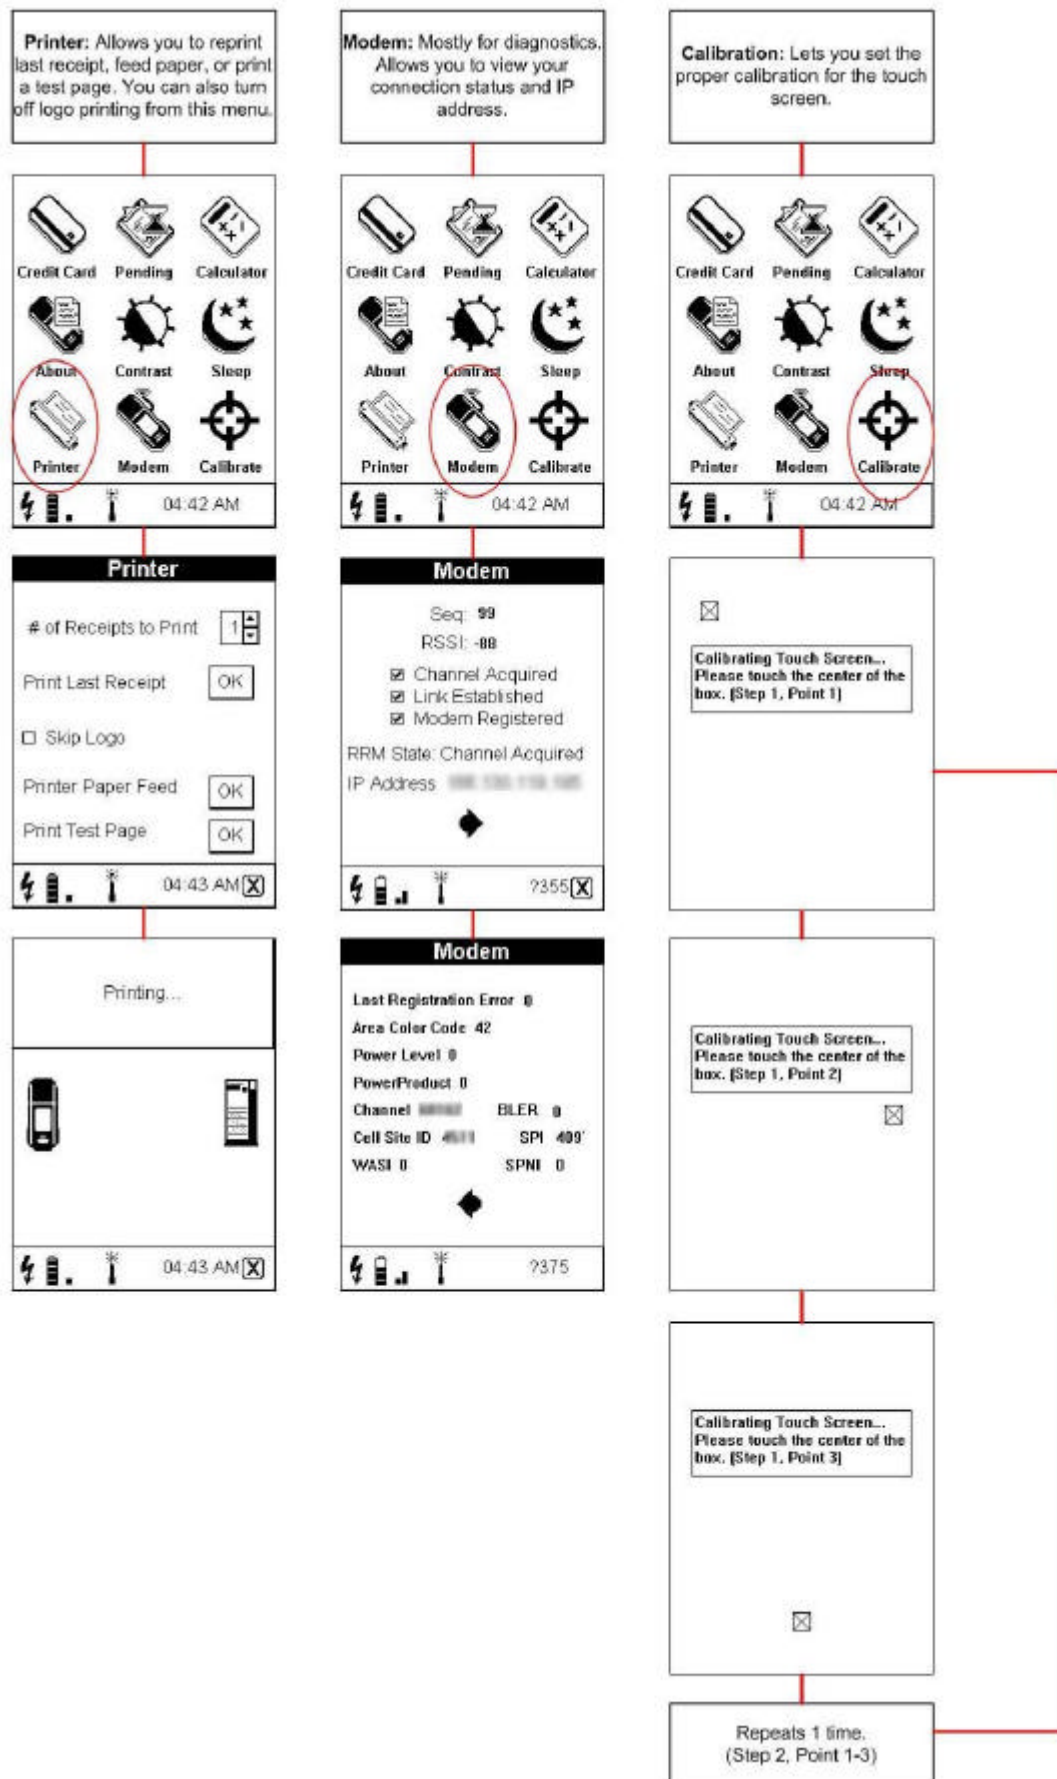 Printer: Allows you to reprint
last receipt, feed paper, or print
a test page. You can also turn
off logo printing from this menu.
Credit Card Pending Calculator
About Contrast Sleep
Printer Modem Calibrate
04:42 AM
Printer
# of Receipts to Print 1
Print Last Receipt OK
Skip Logo
Printer Paper Feed OK
Print Test Page OK
04:43 AM X
Printing...
04:43 AM X
Modem: Mostly for diagnostics.
Allows you to view your
connection status and IP
address.
Credit Card Pending Calculator
About Contrast Sleep
Printer Modem Calibrate
04:42 AM
Modem
Seq: 99
RSSI: -88
Channel Acquired
Link Established
Modem Registered
RRM State: Channel Acquired
IP Address
?355 X
Modem
Last Registration Error 0
Area Color Code 42
Power Level 0
PowerProduct 0
Channel BLER 0
Cell Site ID SPI 409'
WASI 0 SPNI 0
?375
Calibration: Lets you set the
proper calibration for the touch
screen.
Credit Card Pending Calculator
About Contrast Sleep
Printer Modem Calibrate
04:42 AM
Calibrating Touch Screen...
Please touch the center of the
box. (Step 1, Point 1)
Calibrating Touch Screen...
Please touch the center of the
box. (Step 1, Point 2)
Calibrating Touch Screen...
Please touch the center of the
box. (Step 1, Point 3)
Repeats 1 time.
(Step 2, Point 1-3)